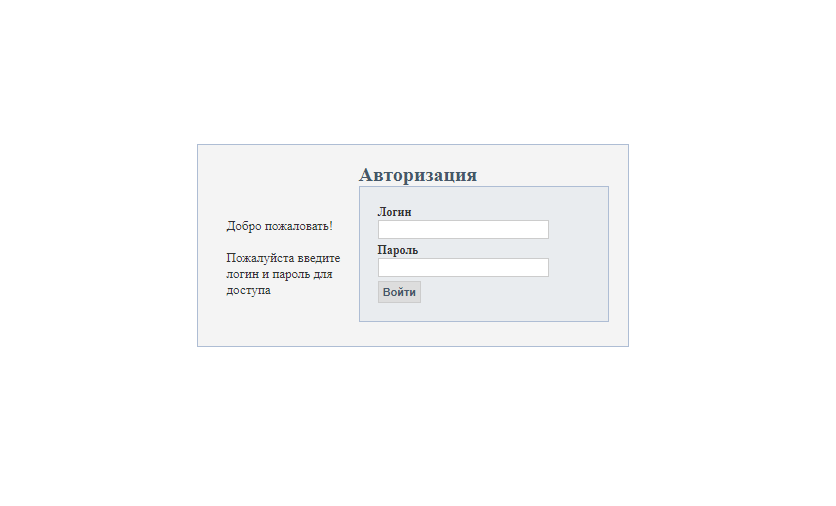 Авторизация
Добро пожаловать!
Пожалуйста введите
логин и пароль для
доступа
Логин
Пароль
Войти